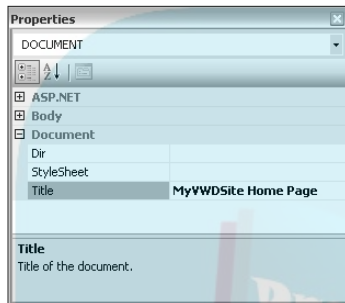 Properties
DOCUMENT
ASP.NET
Body
Document
Dir
StyleSheet
Title MyVWDSite Home Page
Title
Title of the document.